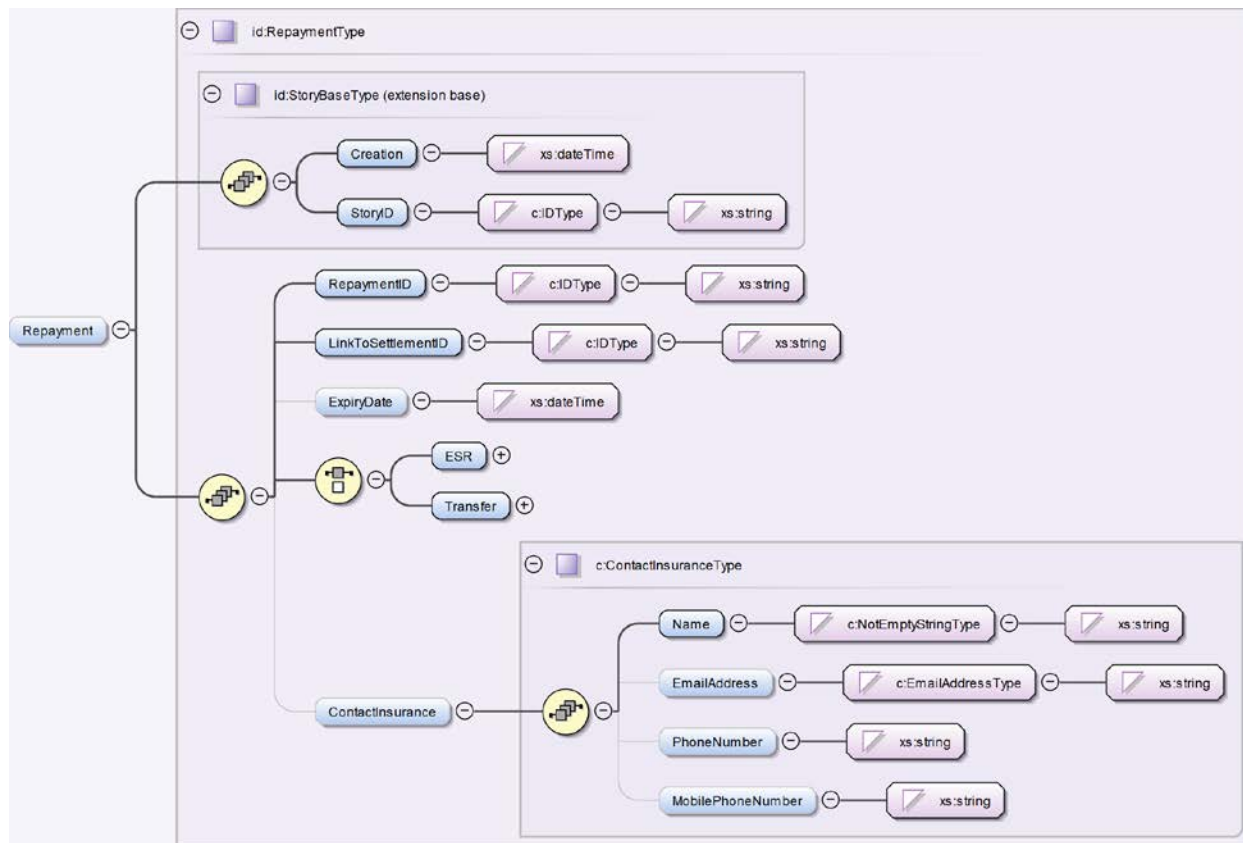 id:RepaymentType
id:StoryBaseType (extension base)
Creation xs:dateTime
StoryID c:IDType xs:string
RepaymentID c:IDType xs:string
Repayment
LinkToSettlementID c:IDType xs:string
ExpiryDate xs:dateTime
ESR
Transfer
c:ContactInsuranceType
Name c:NotEmptyStringType xs:string
EmailAddress c:EmailAddressType xs:string
ContactInsurance
PhoneNumber xs:string
MobilePhoneNumber xs:string